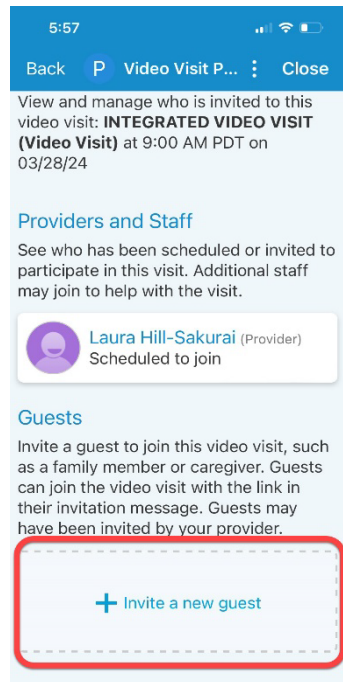 5:57
Back P Video Visit P... Close
View and manage who is invited to this
video visit: INTEGRATED VIDEO VISIT
(Video Visit) at 9:00 AM PDT on
03/28/24
Providers and Staff
See who has been scheduled or invited to
participate in this visit. Additional staff
may join to help with the visit.
Laura Hill-Sakurai (Provider)
Scheduled to join
Guests
Invite a guest to join this video visit, such
as a family member or caregiver. Guests
can join the video visit with the link in
their invitation message. Guests may
have been invited by your provider.
Invite a new guest